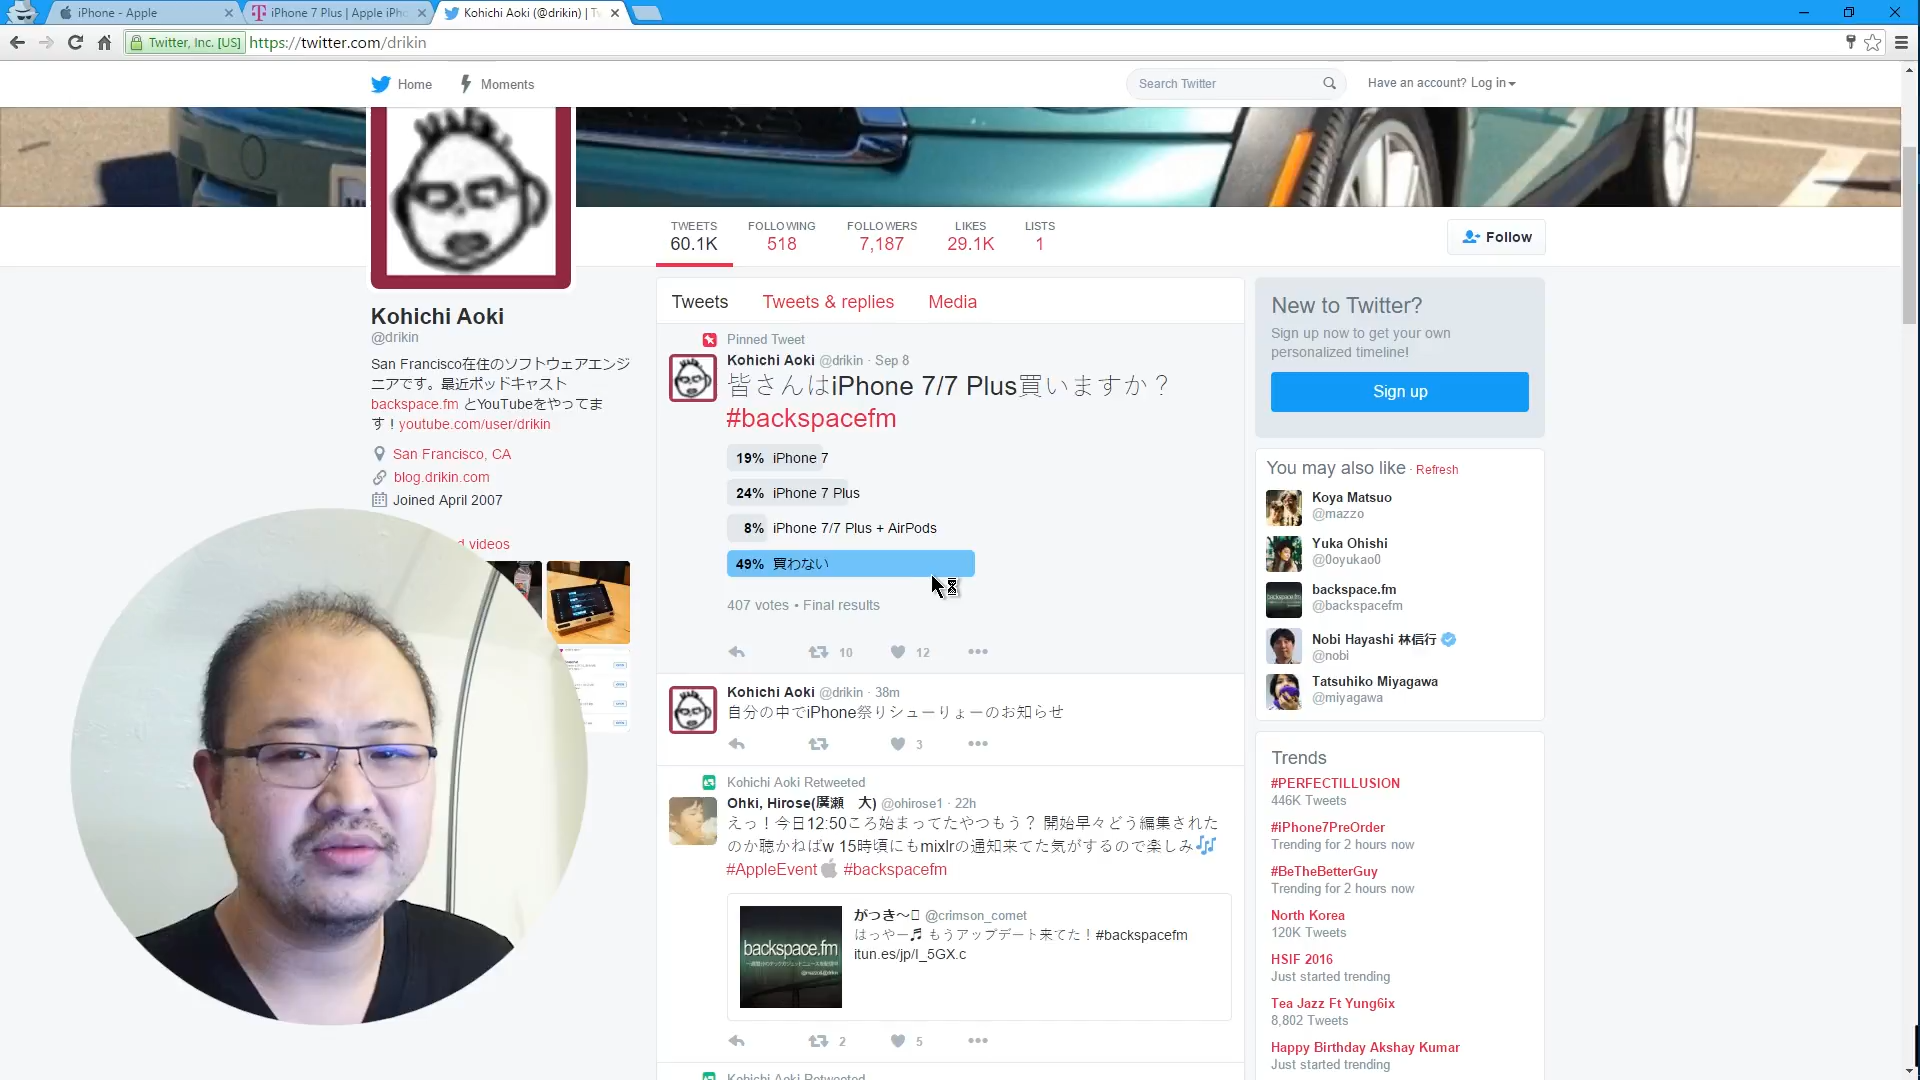 iPhone - Apple
iPhone 7 Plus | Apple iPh
Kohichi Aoki (@drikin) | Tw
Twitter, Inc. [US]
https://twitter.com/drikin
Home
Moments
Search Twitter
Have an account? Log in
TWEETS
60.1K
FOLLOWING
518
FOLLOWERS
7,187
LIKES
29.1K
LISTS
1
Follow
Kohichi Aoki
@drikin
San Francisco在住のソフトウェアエンジ
ニアです。最近ポッドキャスト
backspace.fm とYouTubeをやってま
す！youtube.com/user/drikin
San Francisco, CA
blog.drikin.com
Joined April 2007
d videos
Tweets
Tweets & replies
Media
Pinned Tweet
Kohichi Aoki @drikin · Sep 8
皆さんはiPhone 7/7 Plus買いますか？
#backspacefm
19% iPhone 7
24% iPhone 7 Plus
8% iPhone 7/7 Plus + AirPods
49% 買わない
407 votes • Final results
10
12
Kohichi Aoki @drikin · 38m
自分の中でiPhone祭りシューりょーのお知らせ
3
Kohichi Aoki Retweeted
Ohki, Hirose(廣瀬　大) @ohirose1 · 22h
えっ！今日12:50ころ始まってたやつもう？ 開始早々どう編集された
のか聴かねばw 15時頃にもmixlrの通知来てた気がするので楽しみ🎶
#AppleEvent #backspacefm
backspace.fm
がつき〜 @crimson_comet
はっやー🎵 もうアップデート来てた！#backspacefm
itun.es/jp/I_5GX.c
2
5
Kohichi Aoki Retweeted
New to Twitter?
Sign up now to get your own
personalized timeline!
Sign up
You may also like · Refresh
Koya Matsuo
@mazzo
Yuka Ohishi
@0oyukao0
backspace.fm
@backspacefm
Nobi Hayashi 林信行
@nobi
Tatsuhiko Miyagawa
@miyagawa
Trends
#PERFECTILLUSION
446K Tweets
#iPhone7PreOrder
Trending for 2 hours now
#BeTheBetterGuy
Trending for 2 hours now
North Korea
120K Tweets
HSIF 2016
Just started trending
Tea Jazz Ft Yung6ix
8,802 Tweets
Happy Birthday Akshay Kumar
Just started trending